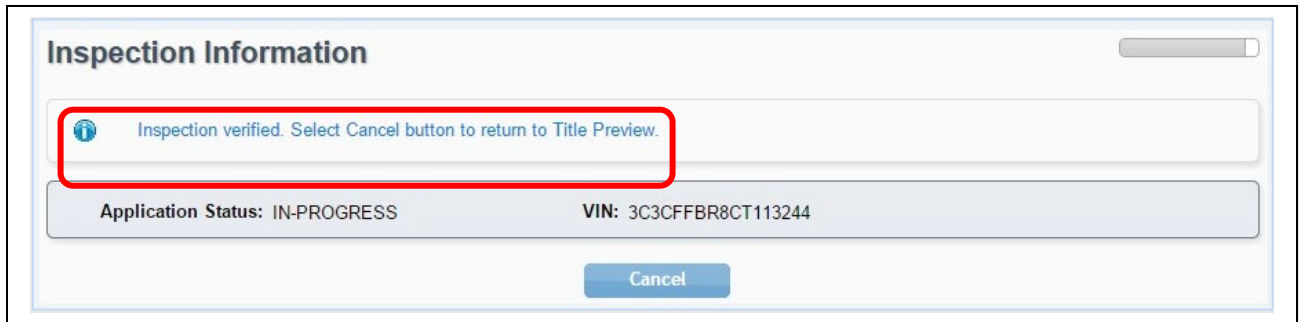 Inspection Information
Inspection verified. Select Cancel button to return to Title Preview.
Application Status: IN-PROGRESS VIN: 3C3CFFBR8CT113244
Cancel